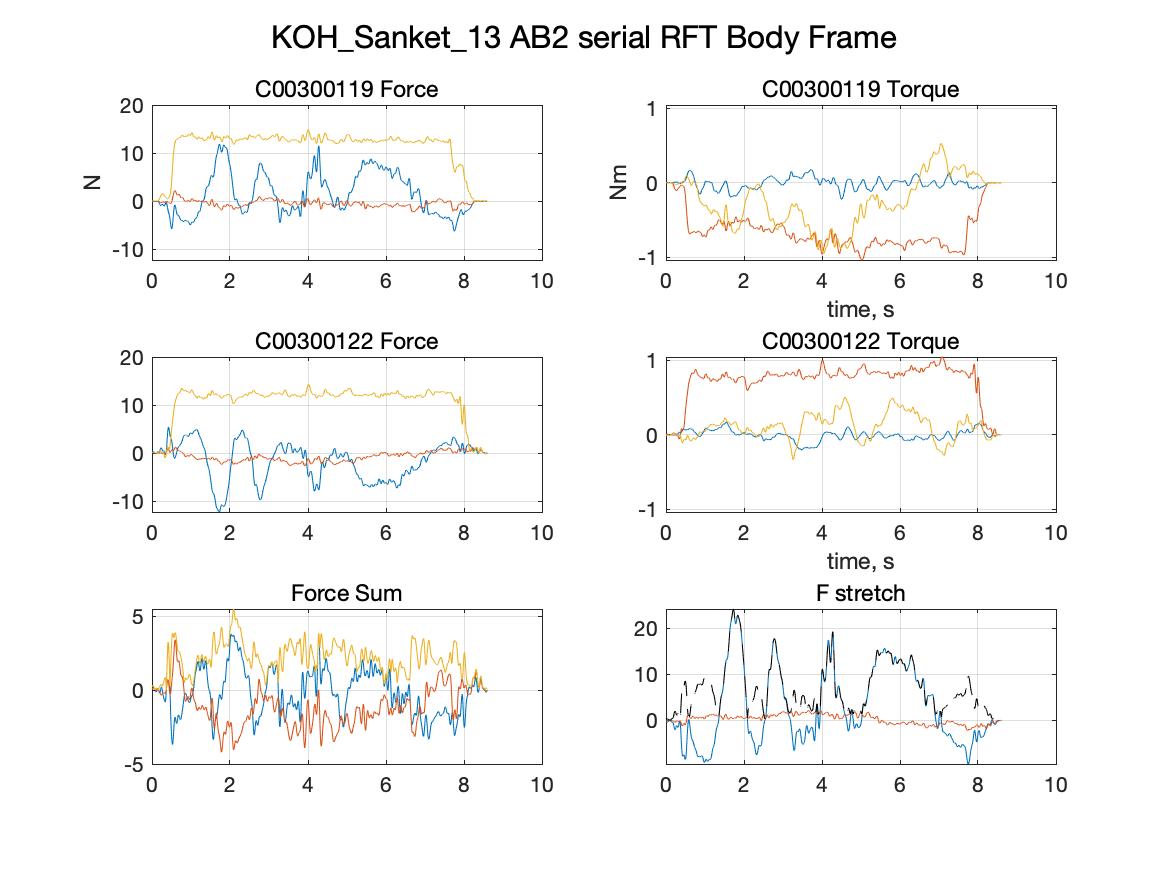 KOH_Sanket_13 AB2 serial RFT Body Frame
C00300119 Force
20
10
0
-10
N
0 2 4 6 8 10
C00300119 Torque
1
0
-1
Nm
0 2 4 6 8 10
time, s
C00300122 Force
20
10
0
-10
0 2 4 6 8 10
C00300122 Torque
1
0
-1
0 2 4 6 8 10
time, s
Force Sum
5
0
-5
0 2 4 6 8 10
F stretch
20
10
0
0 2 4 6 8 10